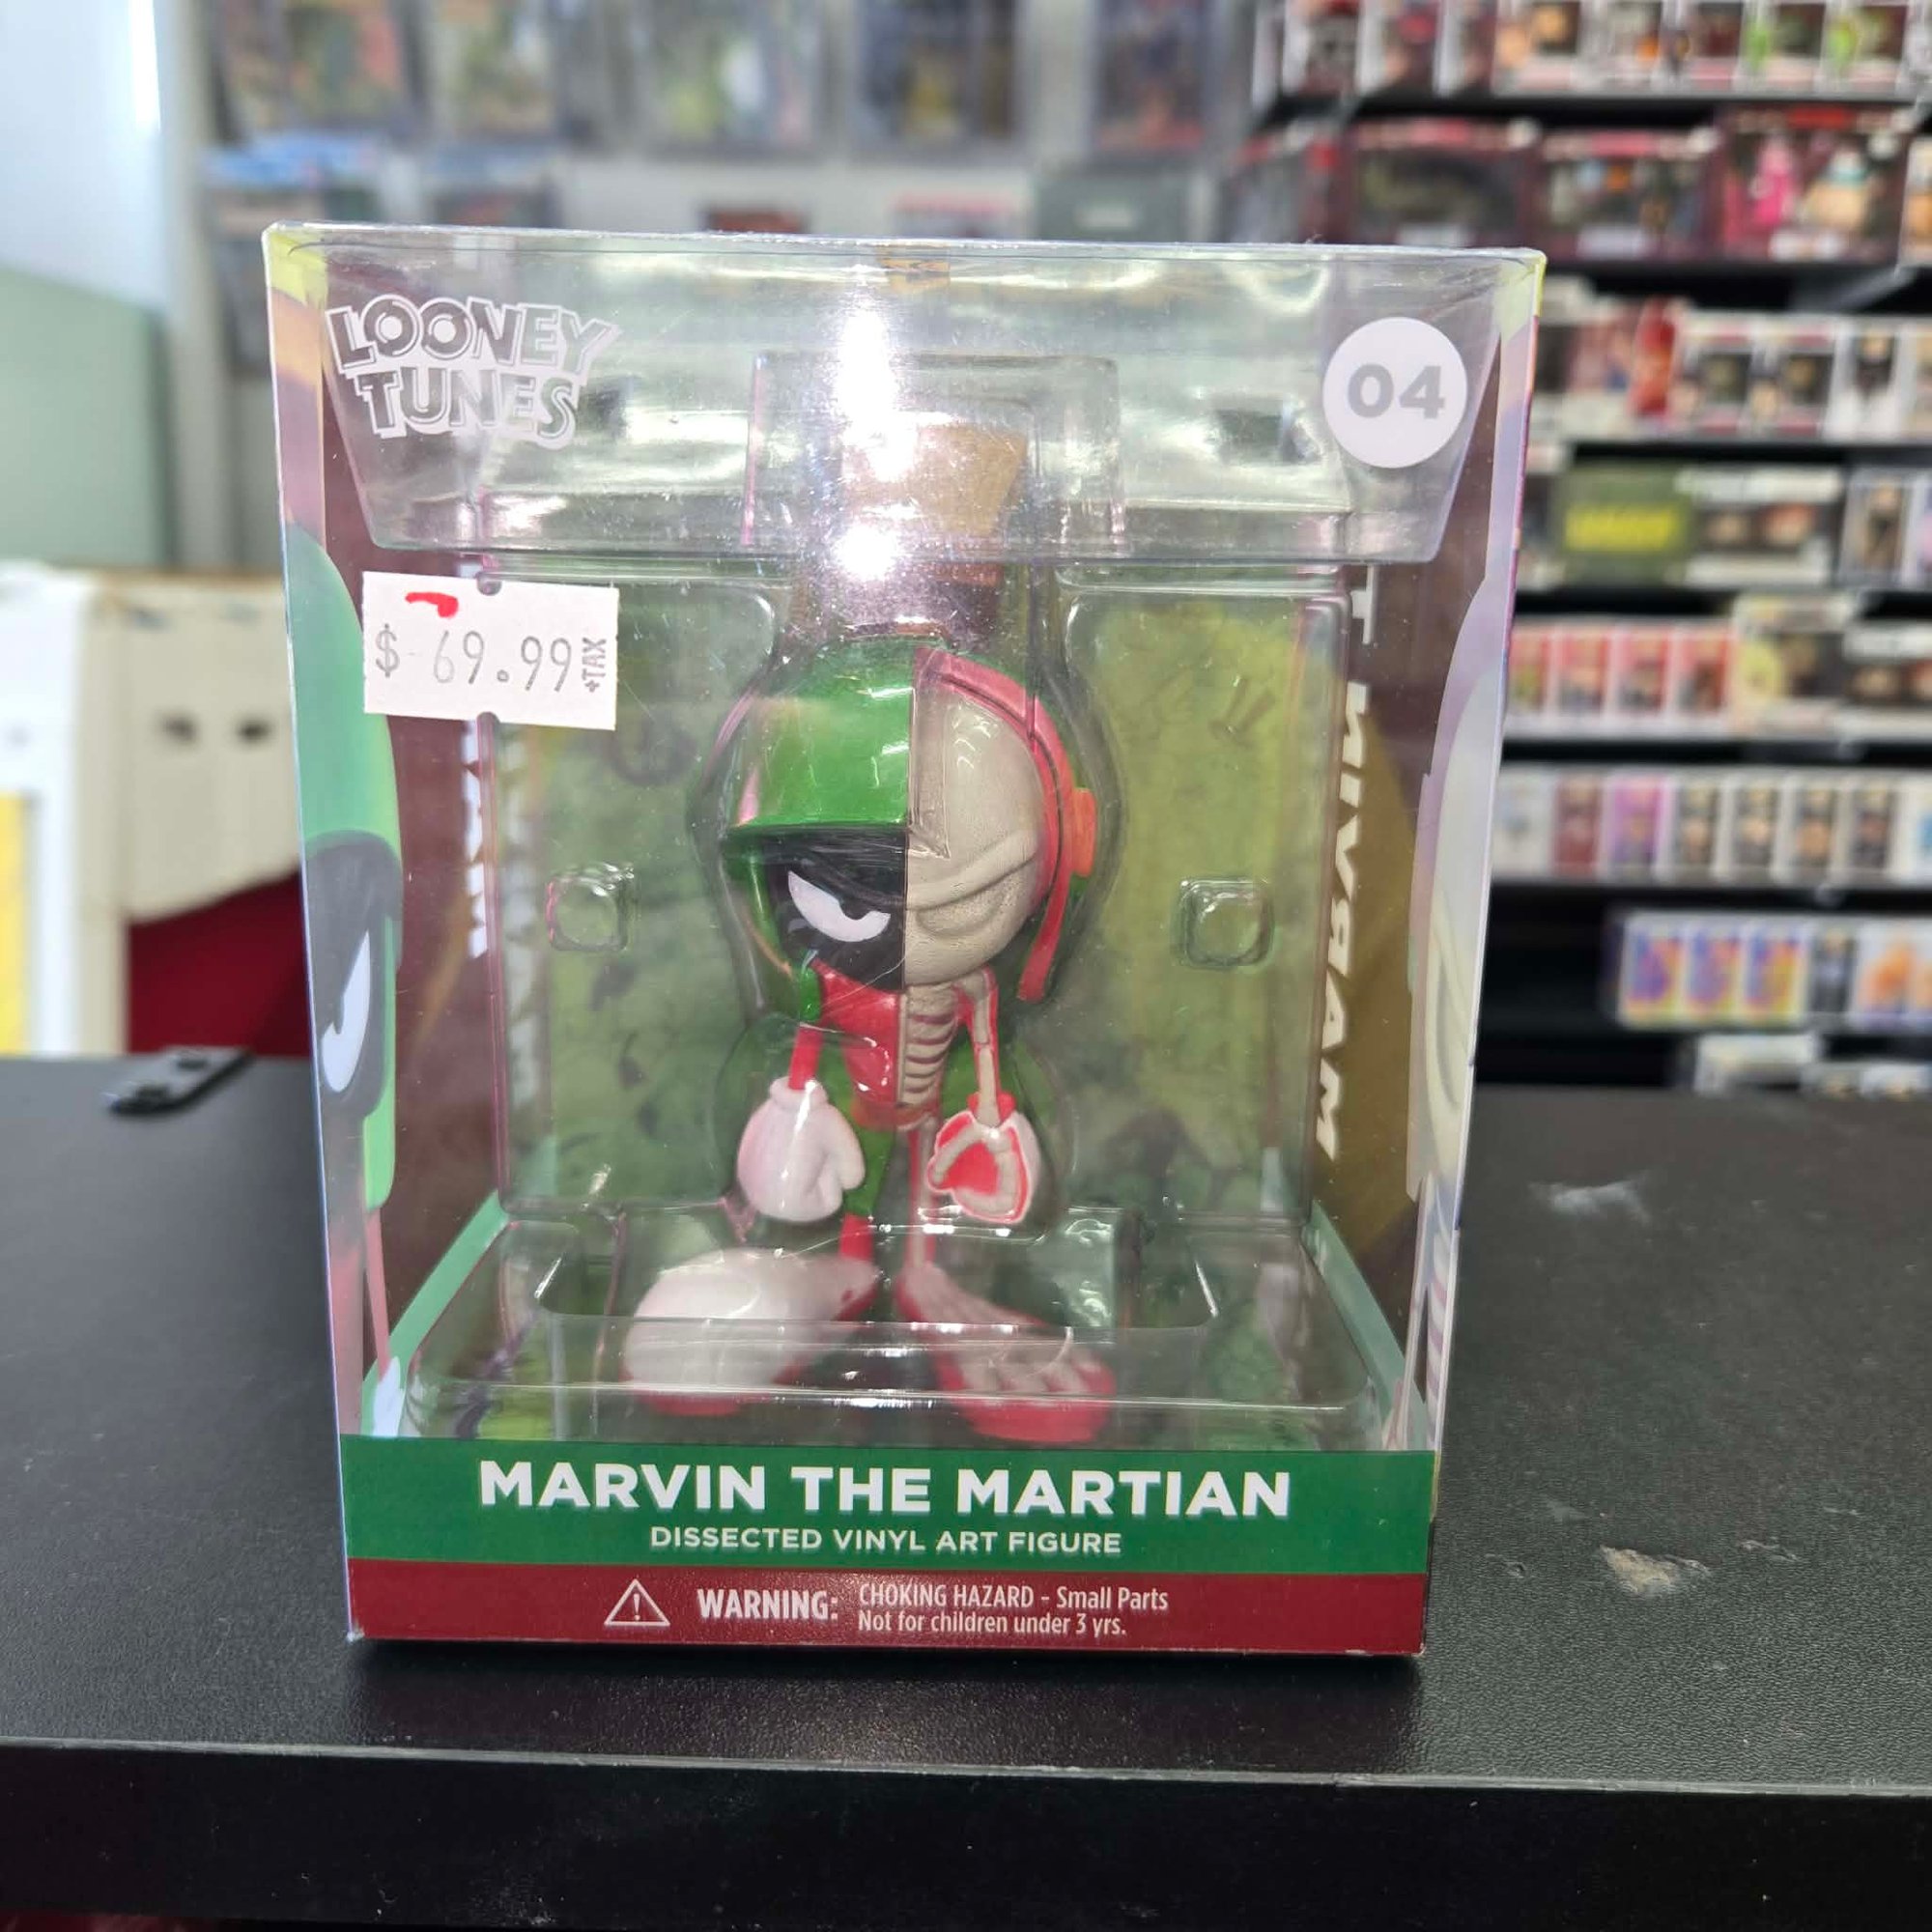 LOONEY
TUNES
04
$ 69.99 +TAX
MARVIN THE MARTIAN
DISSECTED VINYL ART FIGURE
WARNING: CHOKING HAZARD - Small Parts
Not for children under 3 yrs.